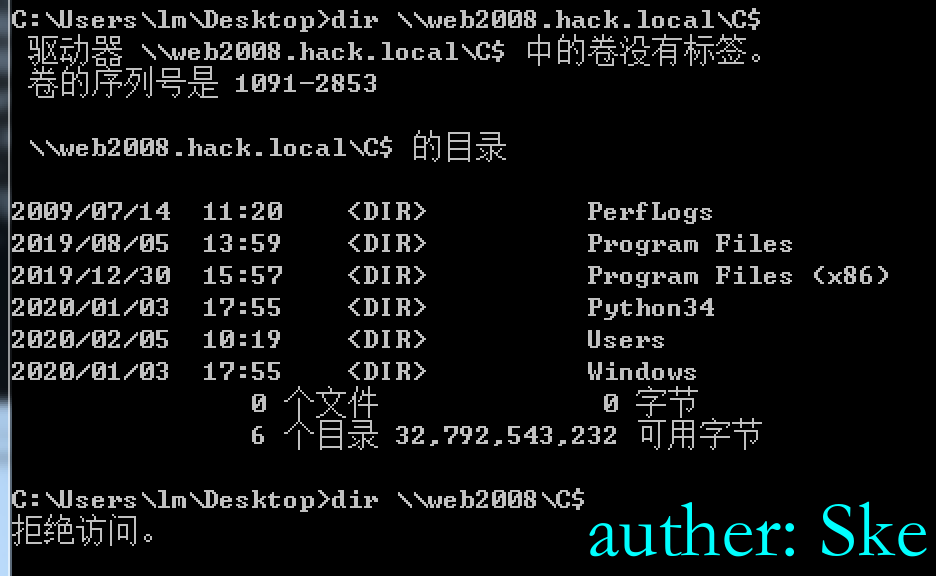 C:\Users\lm\Desktop>dir \\web2008.hack.local\C$
驱动器 \\web2008.hack.local\C$ 中的卷没有标签。
卷的序列号是 1091-2853
\\web2008.hack.local\C$ 的目录
2009/07/14 11:20 <DIR> PerfLogs
2019/08/05 13:59 <DIR> Program Files
2019/12/30 15:57 <DIR> Program Files (x86)
2020/01/03 17:55 <DIR> Python34
2020/02/05 10:19 <DIR> Users
2020/01/03 17:55 <DIR> Windows
0 个文件 0 字节
6 个目录 32,792,543,232 可用字节
C:\Users\lm\Desktop>dir \\web2008\C$
拒绝访问。
auther: Ske